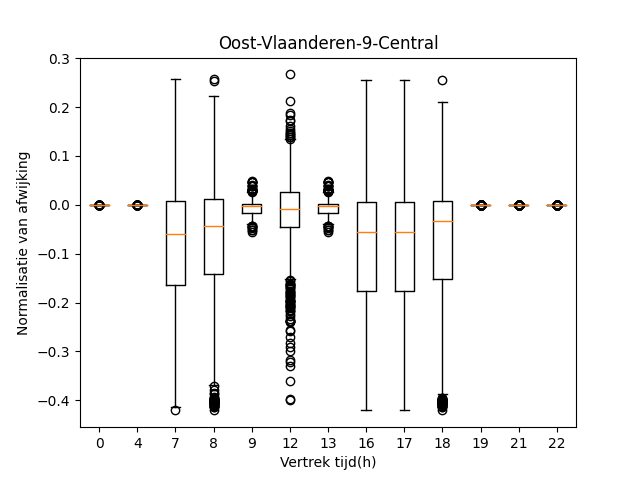 Oost-Vlaanderen-9-Central
Normalisatie van afwijking
0.3
0.2
0.1
0.0
−0.1
−0.2
−0.3
−0.4
0 4 7 8 9 12 13 16 17 18 19 21 22
Vertrek tijd(h)